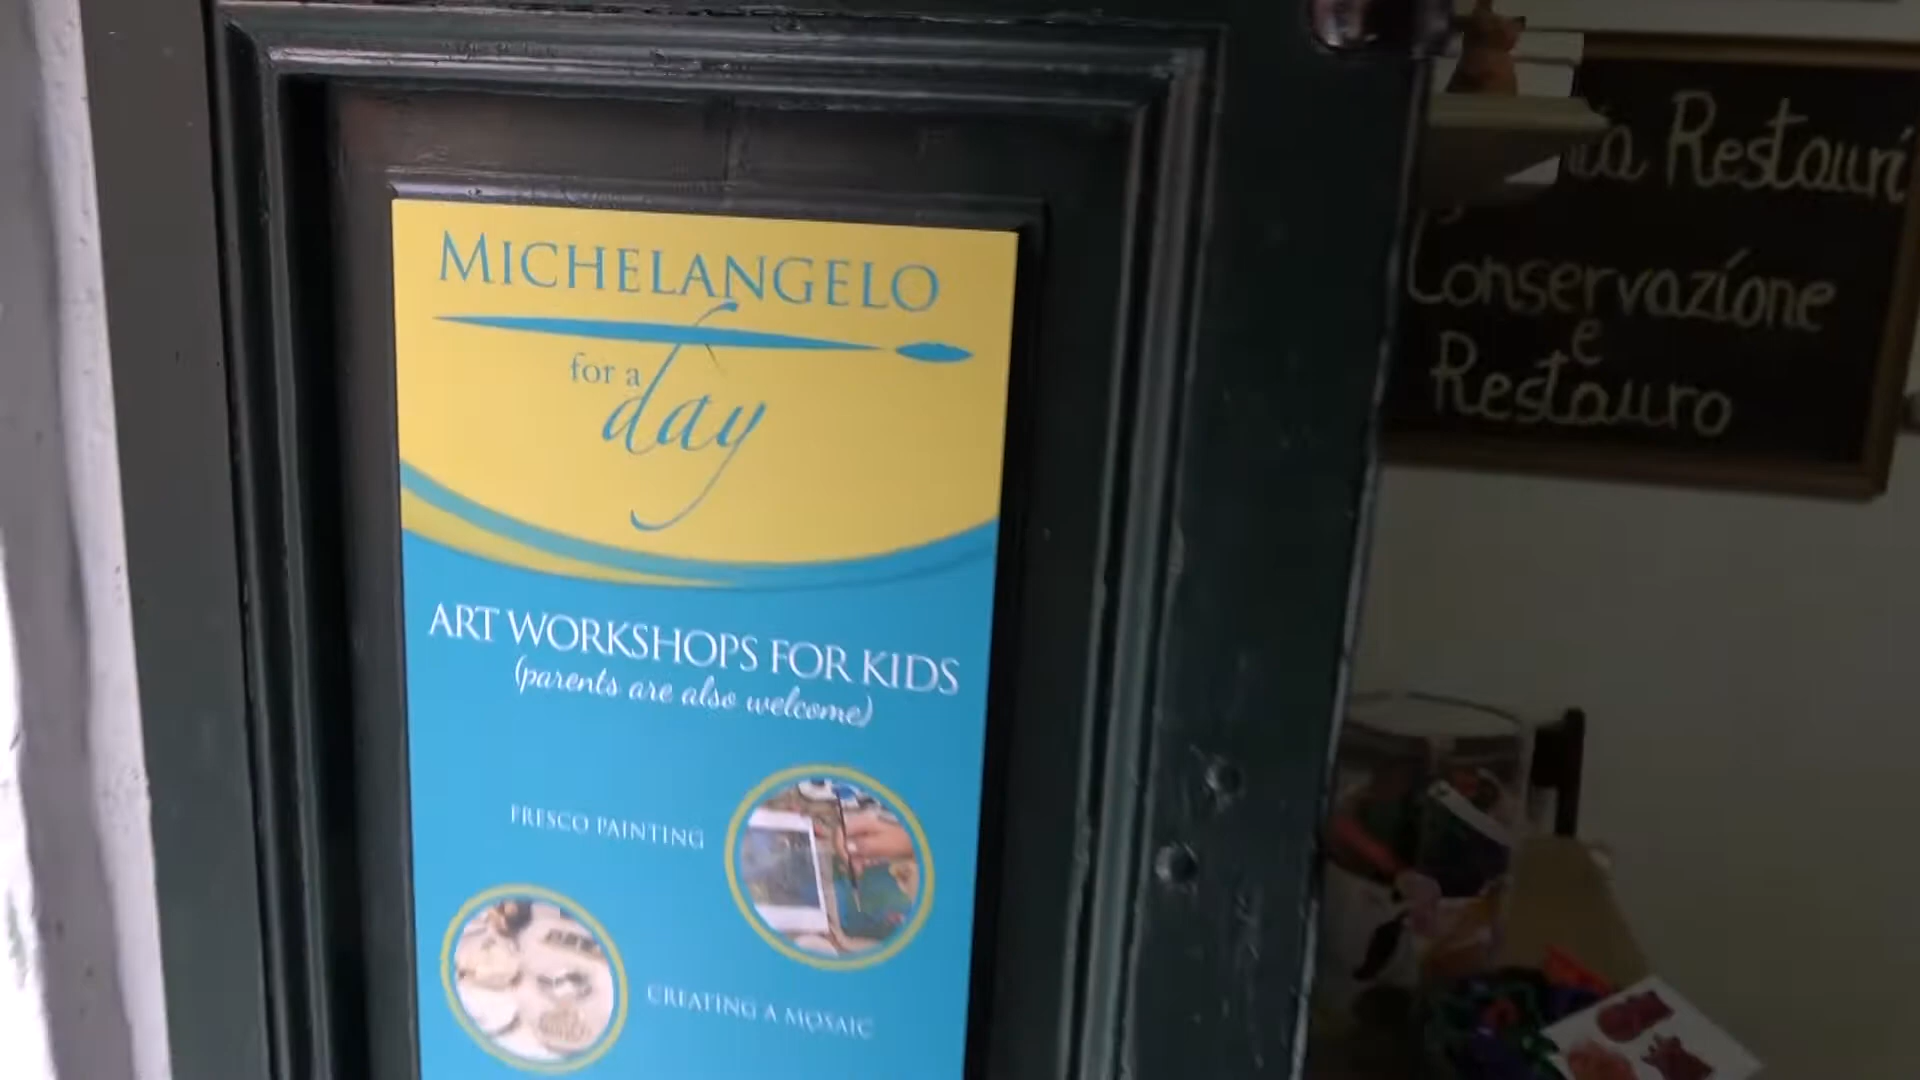 MICHELANGELO
for a
day
ART WORKSHOPS FOR KIDS
(parents are also welcome)
FRESCO PAINTING
CREATING A MOSAIC
Restauri
Conservazione
e
Restauro